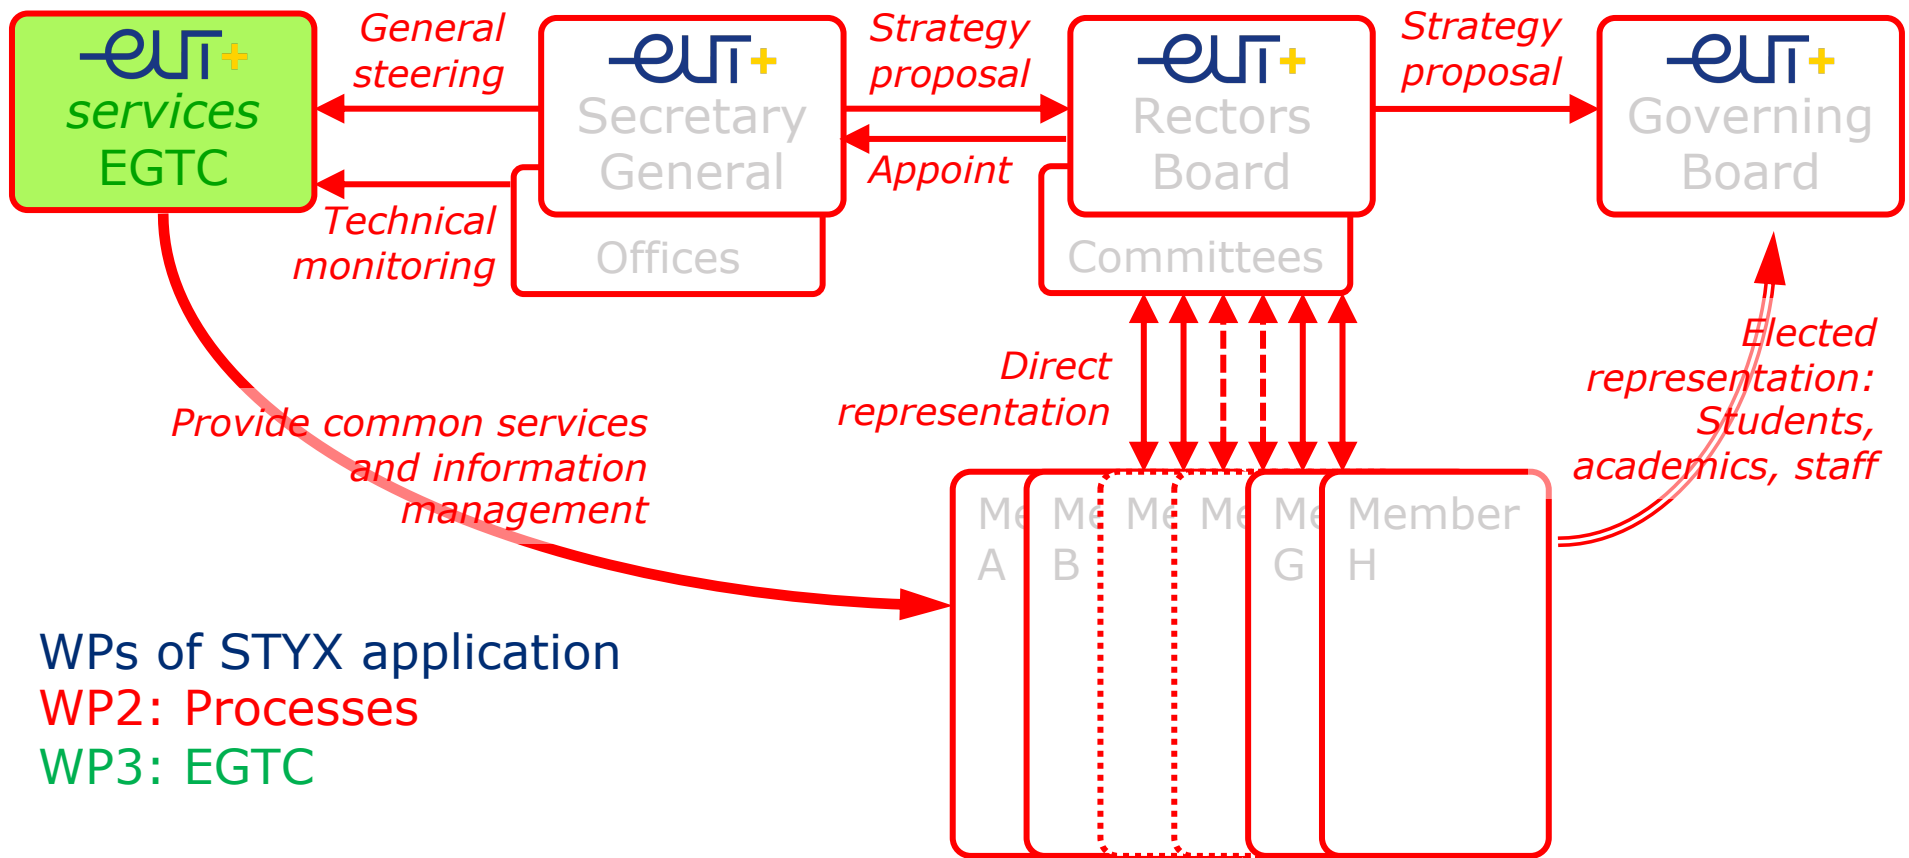 EUT+
services
EGTC
General
steering
Technical
monitoring
EUT+
Secretary
General
Offices
Strategy
proposal
Appoint
EUT+
Rectors
Board
Committees
Strategy
proposal
EUT+
Governing
Board
Direct
representation
Elected
representation:
Students,
academics, staff
Provide common services
and information
management
Me
A
Me
B
Me
Me
Me
G
Member
H
WPs of STYX application
WP2: Processes
WP3: EGTC